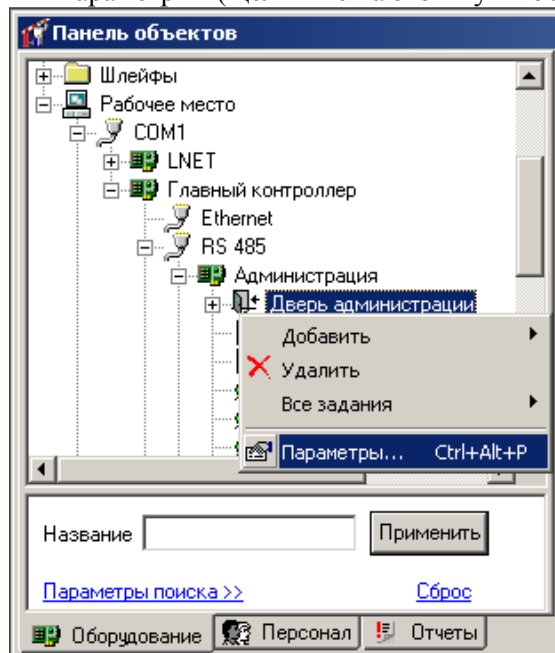 Панель объектов
Шлейфы
Рабочее место
COM1
LNET
Главный контроллер
Ethernet
RS 485
Администрация
Дверь администрации
Добавить
Удалить
Все задания
Параметры... Ctrl+Alt+P
Название Применить
Параметры поиска >> Сброс
Оборудование Персонал Отчеты